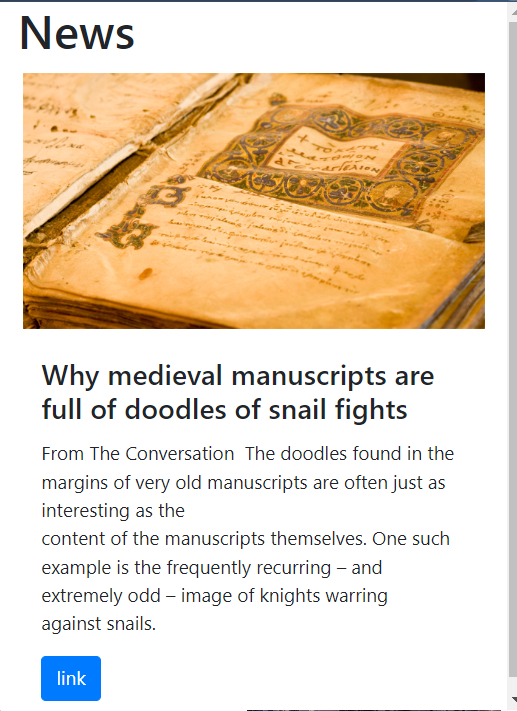 News
Why medieval manuscripts are
full of doodles of snail fights
From The Conversation  The doodles found in the
margins of very old manuscripts are often just as
interesting as the
content of the manuscripts themselves. One such
example is the frequently recurring – and
extremely odd – image of knights warring
against snails.
link